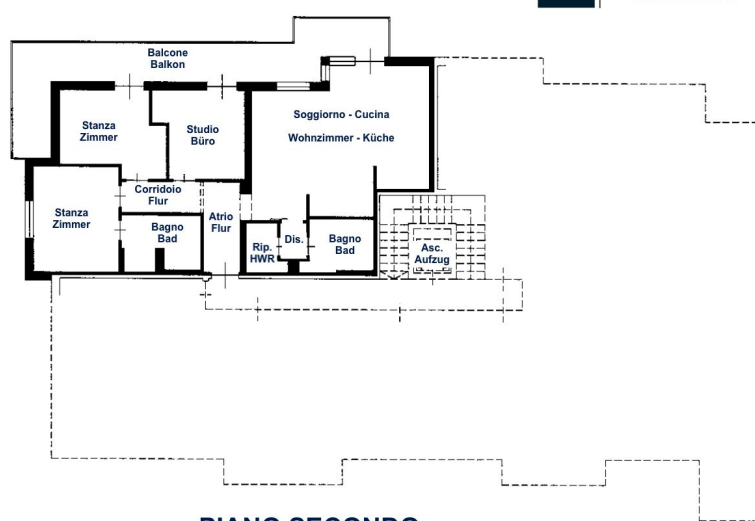 Balcone
Balkon
Stanza
Zimmer
Studio
Büro
Soggiorno - Cucina
Wohnzimmer - Küche
Corridoio
Flur
Stanza
Zimmer
Atrio
Flur
Bagno
Bad
Rip.
HWR
Dis.
Bagno
Bad
Asc.
Aufzug
PIANO SECONDO